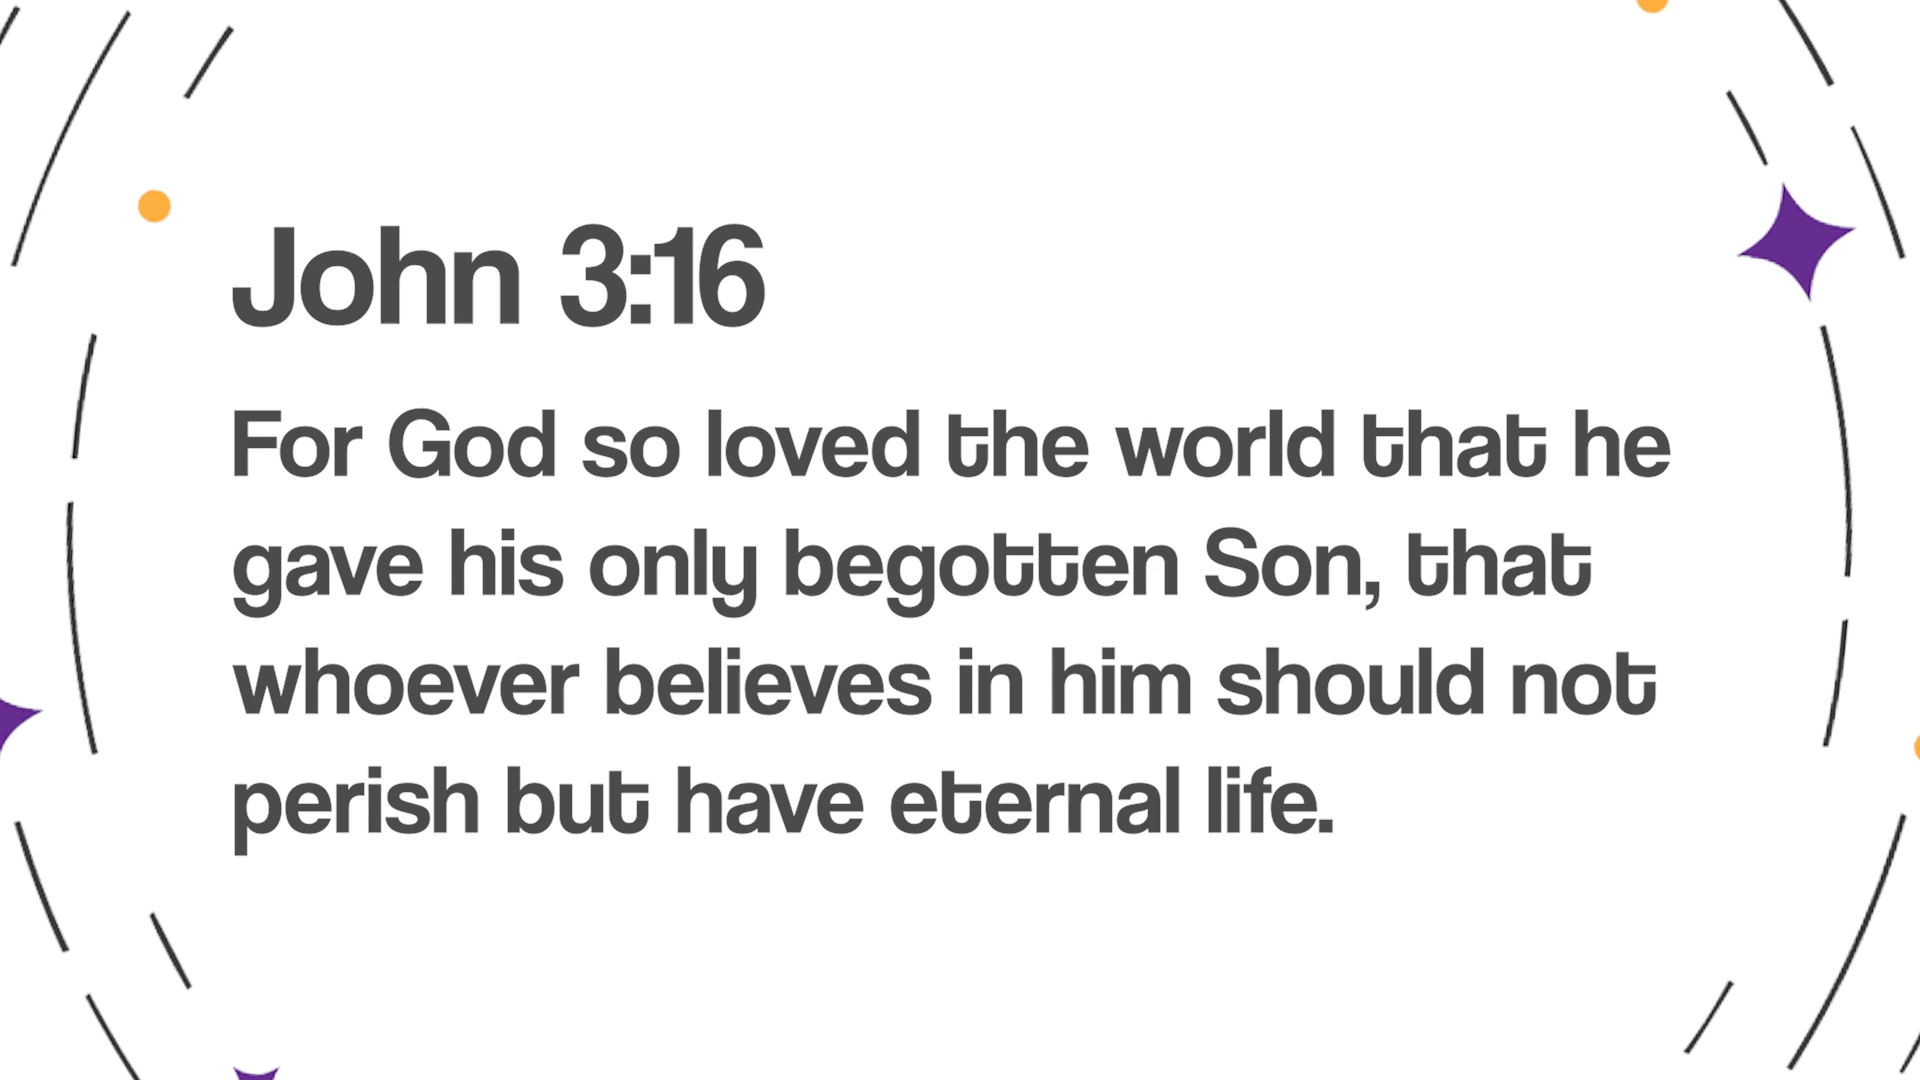 John 3:16
For God so loved the world that he
gave his only begotten Son, that
whoever believes in him should not
perish but have eternal life.